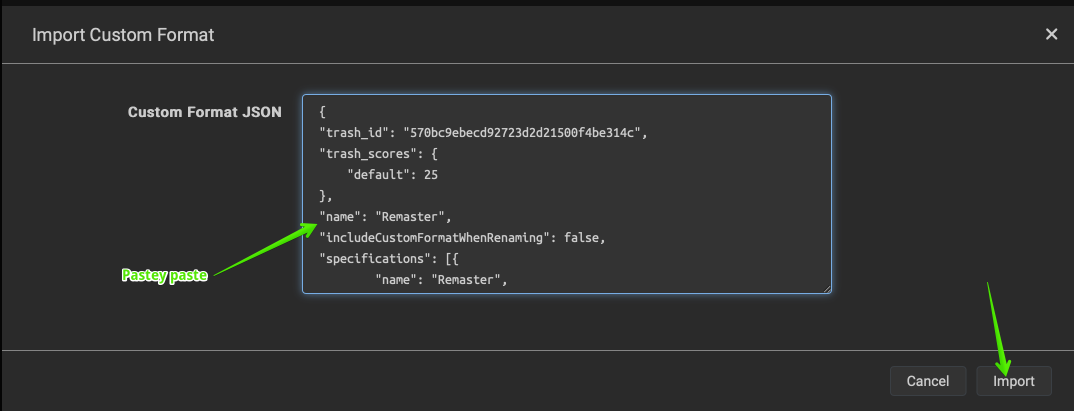 Import Custom Format
×
Custom Format JSON
{
"trash_id": "570bc9ebecd92723d2d21500f4be314c",
"trash_scores": {
    "default": 25
},
"name": "Remaster",
"includeCustomFormatWhenRenaming": false,
"specifications": [{
        "name": "Remaster",
Pastey paste
Cancel
Import